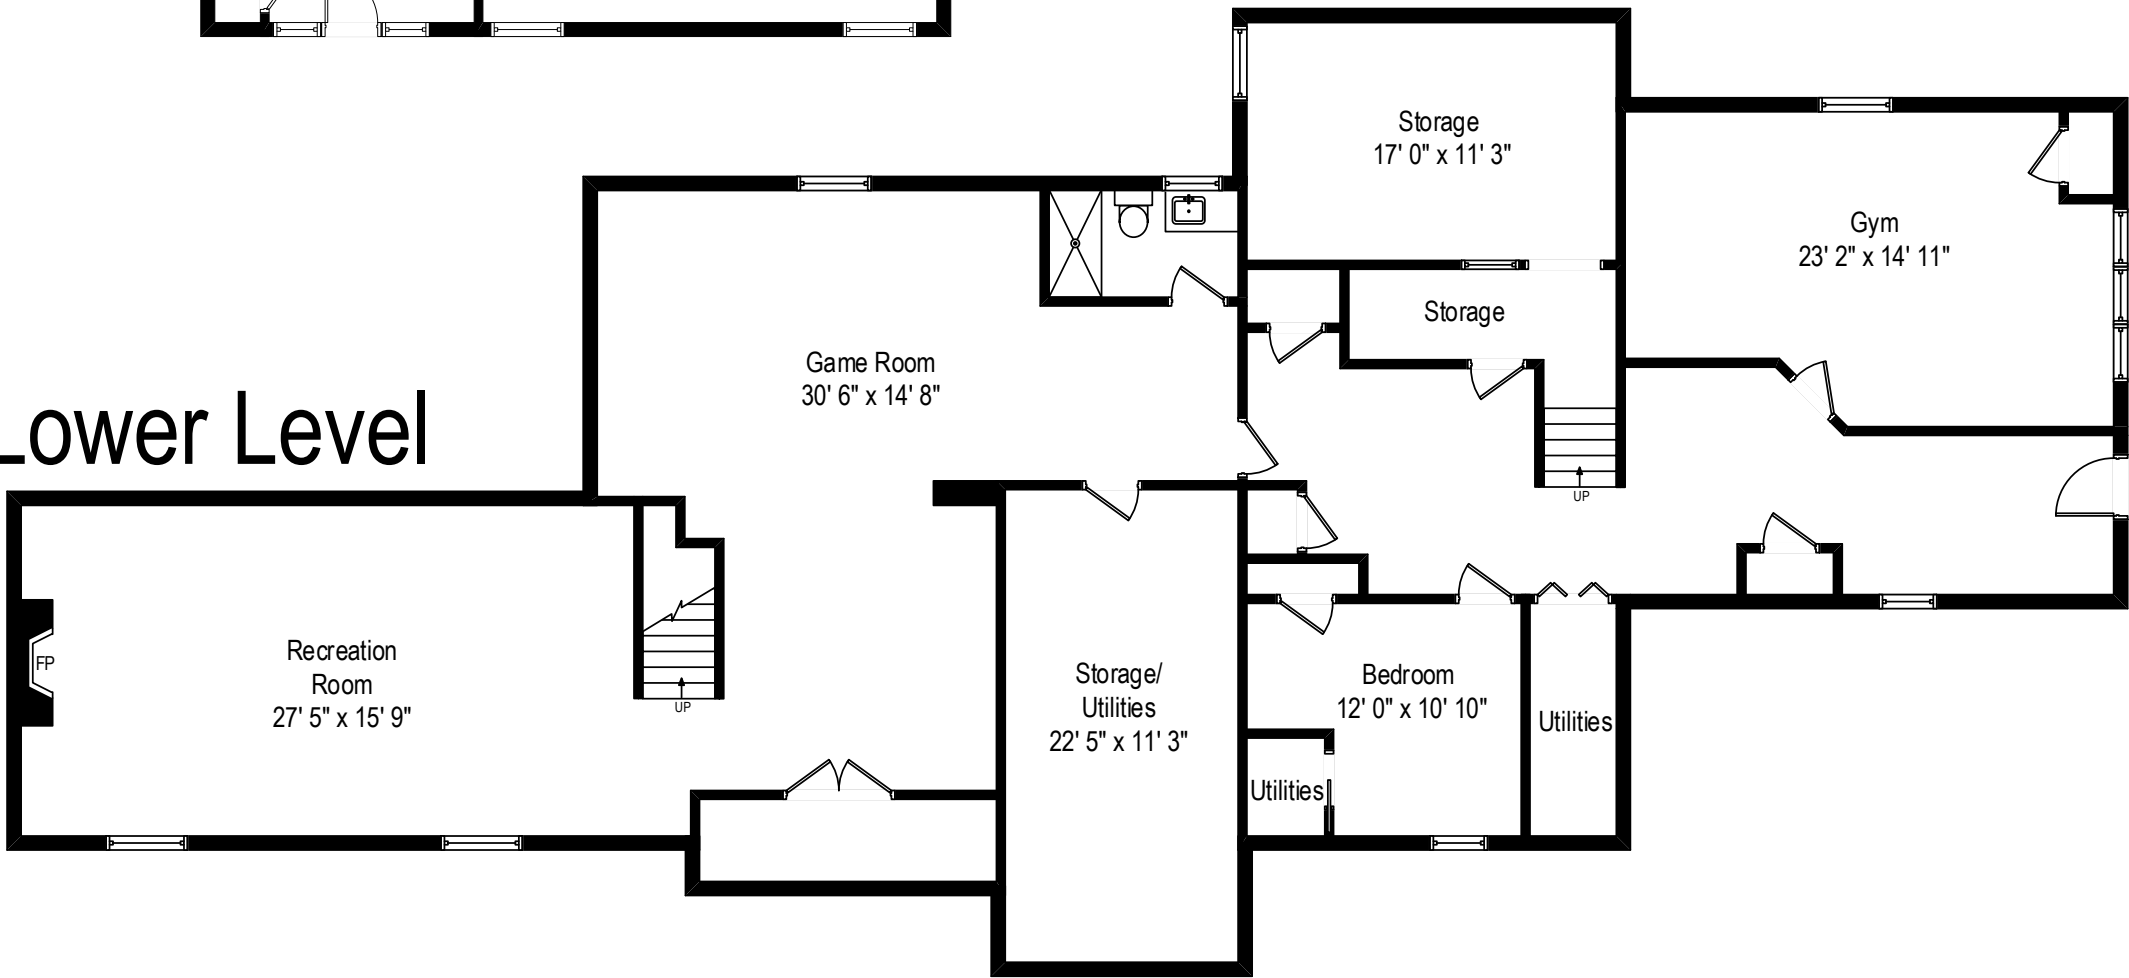 Lower Level
Storage
17' 0" x 11' 3"
Gym
23' 2" x 14' 11"
Storage
Game Room
30' 6" x 14' 8"
UP
FP
Recreation
Room
27' 5" x 15' 9"
UP
Storage/
Utilities
22' 5" x 11' 3"
Bedroom
12' 0" x 10' 10"
Utilities
Utilities